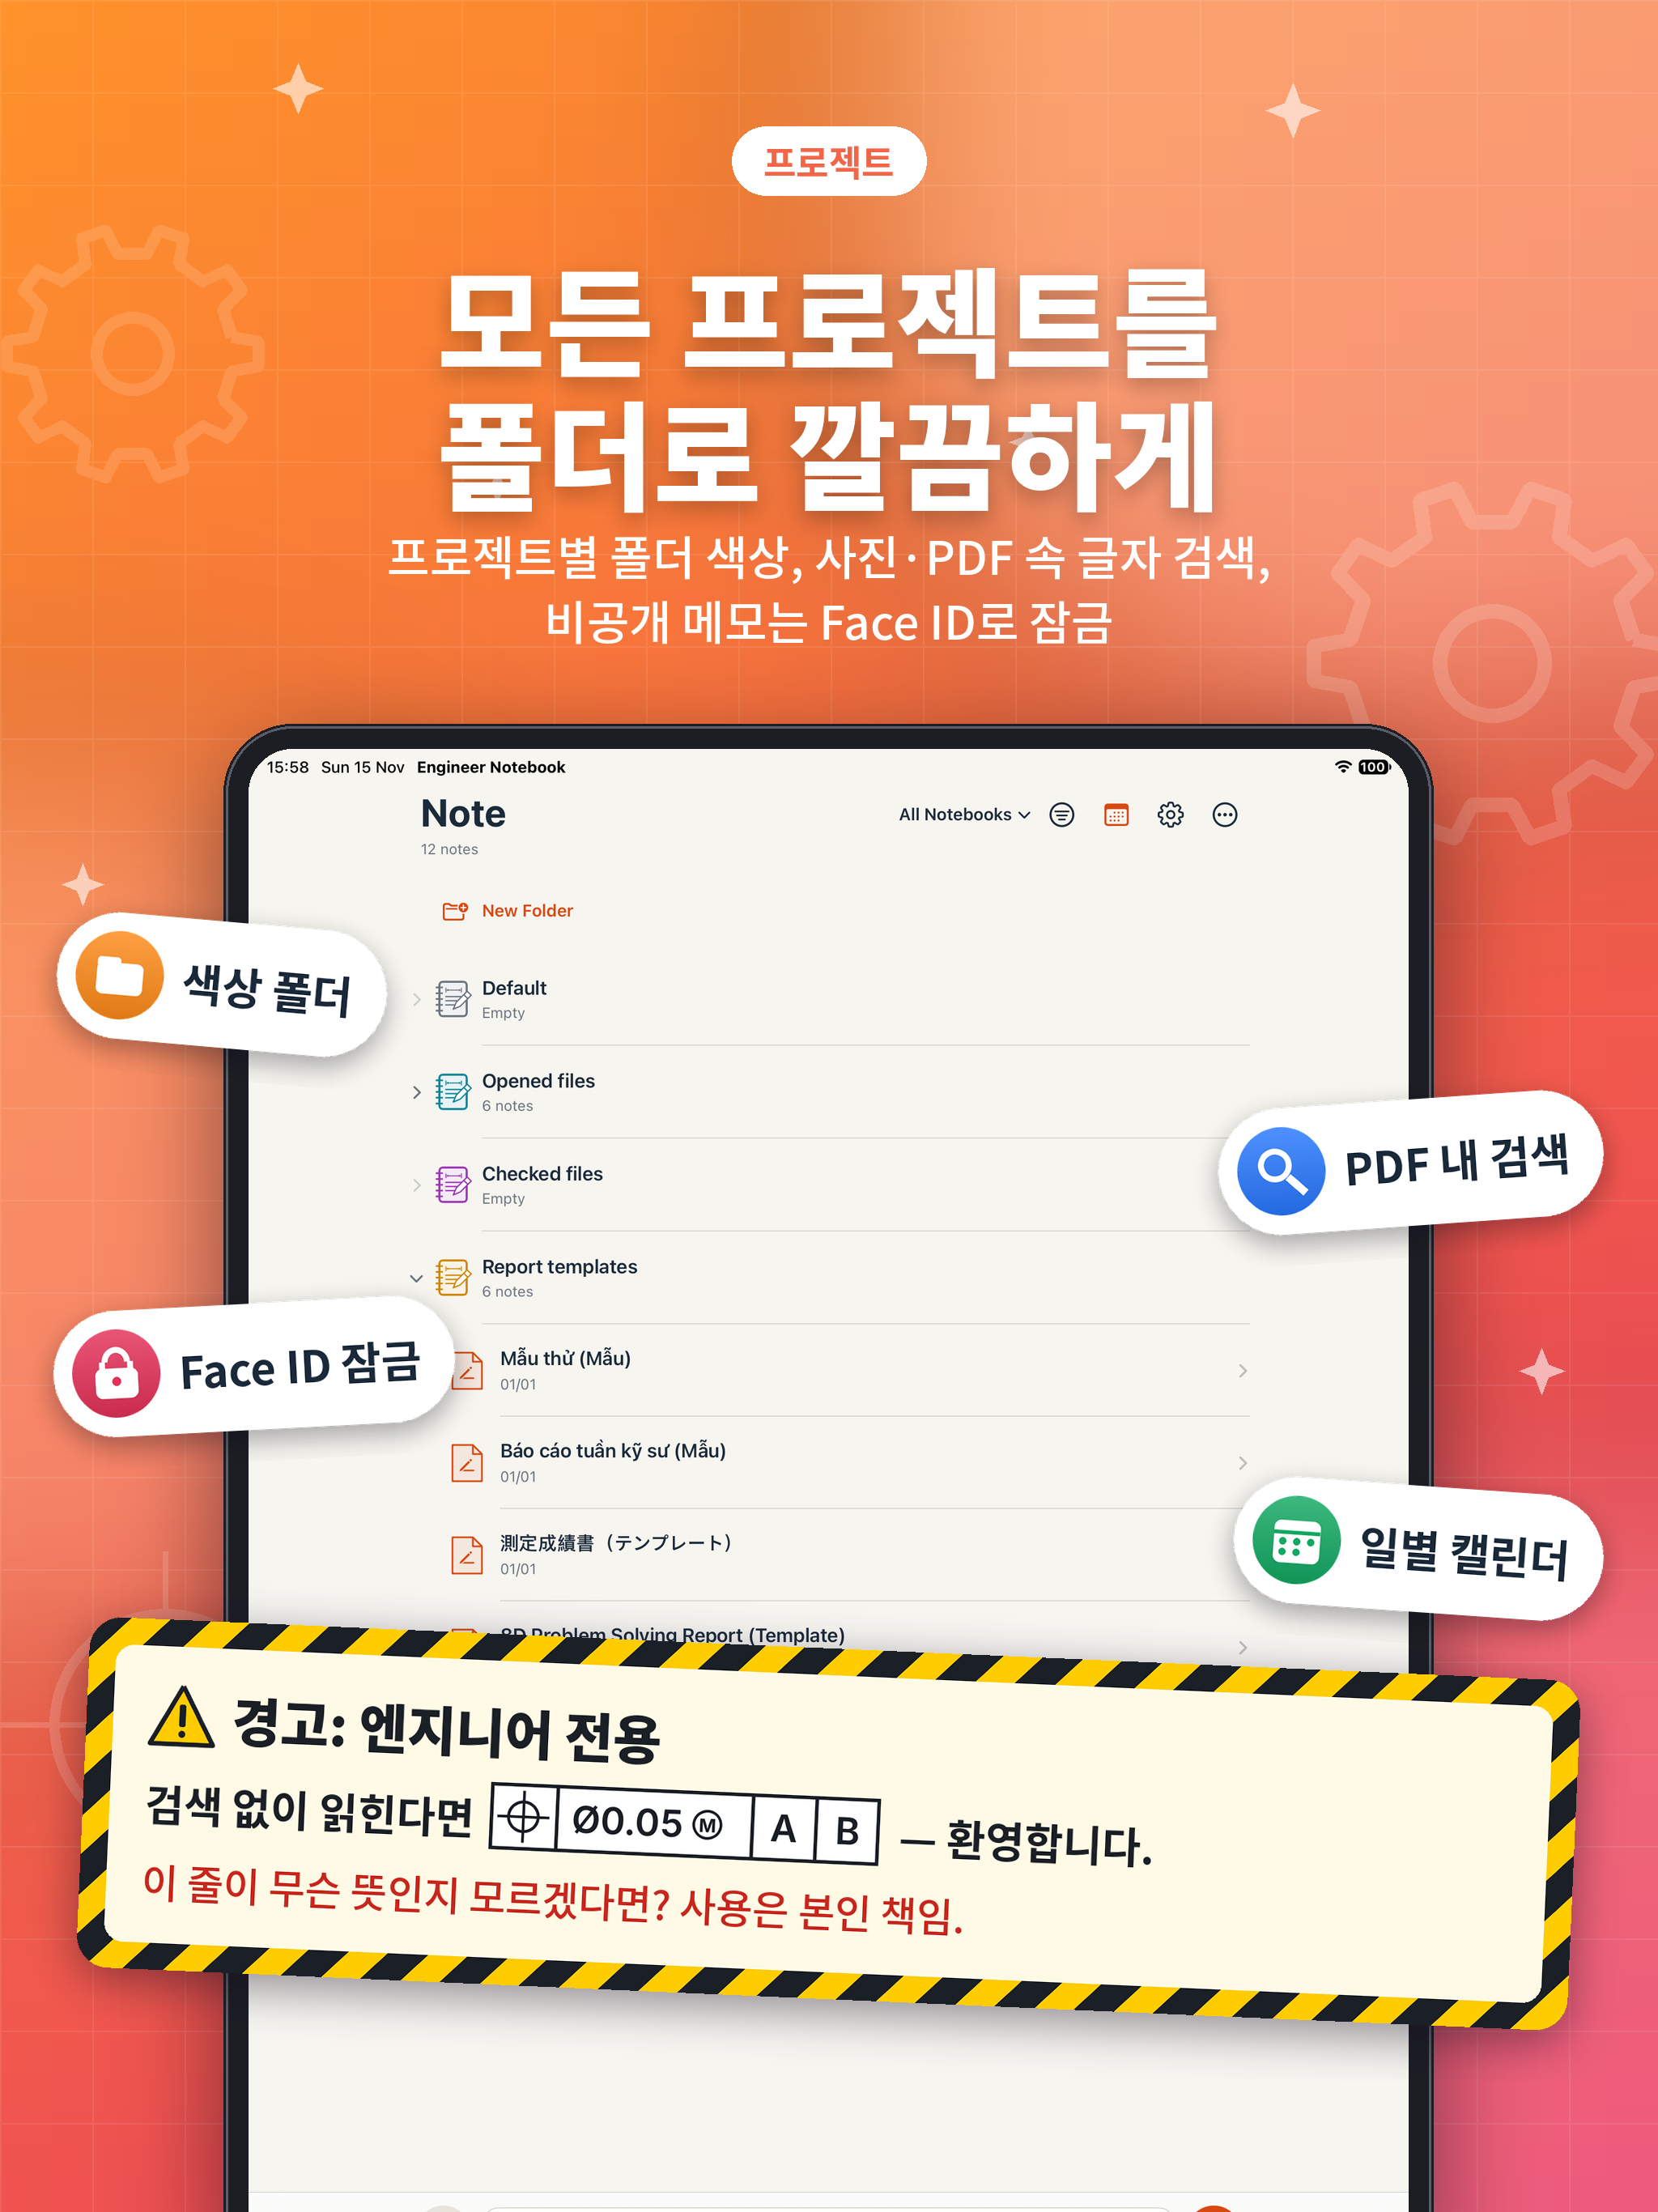 프로젝트
모든 프로젝트를
폴더로 깔끔하게
프로젝트별 폴더 색상, 사진·PDF 속 글자 검색,
비공개 메모는 Face ID로 잠금
15:58 Sun 15 Nov Engineer Notebook
100
Note
All Notebooks
12 notes
New Folder
색상 폴더
Default
Empty
Opened files
6 notes
PDF 내 검색
Checked files
Empty
Report templates
6 notes
Face ID 잠금
Mẫu thử (Mẫu)
01/01
Báo cáo tuần kỹ sư (Mẫu)
01/01
일별 캘린더
測定成績書（テンプレート）
01/01
8D Problem Solving Report (Template)
경고: 엔지니어 전용
검색 없이 읽힌다면 ⌖ Ø0.05 Ⓜ A B — 환영합니다.
이 줄이 무슨 뜻인지 모르겠다면? 사용은 본인 책임.